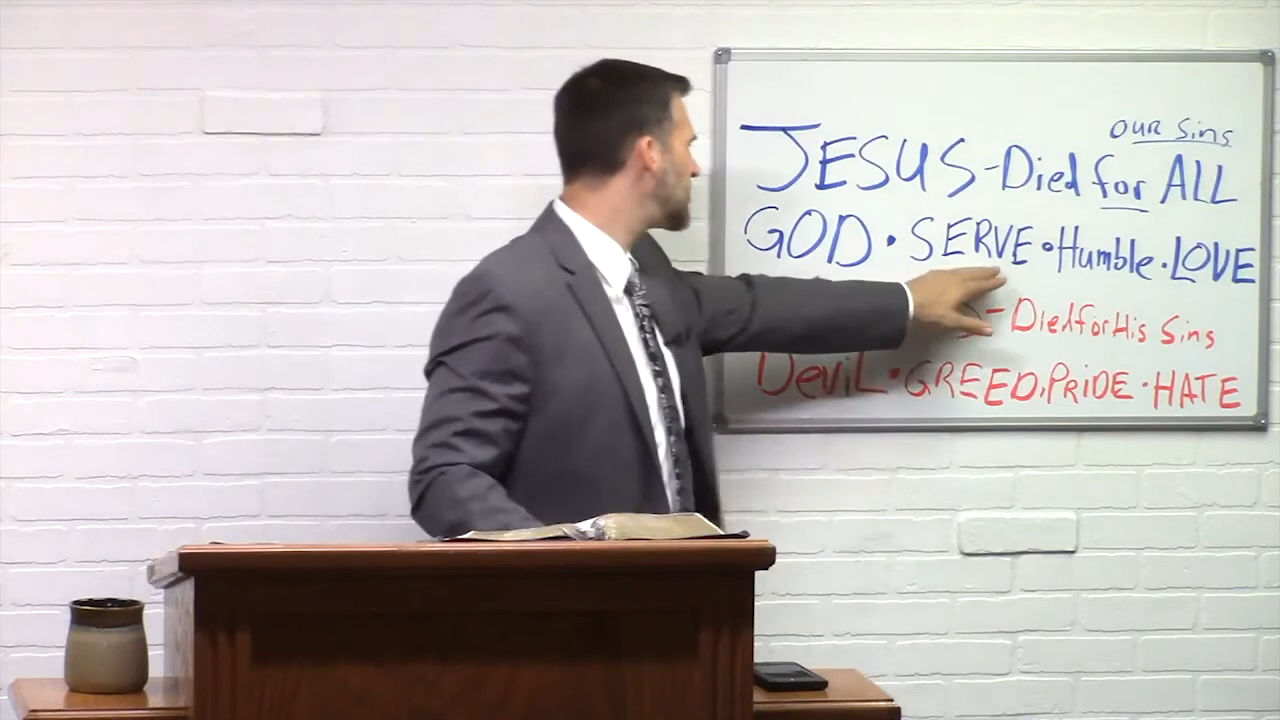 our Sins
JESUS-Died for ALL
GOD • SERVE • Humble • LOVE
- Died for His Sins
DeviL • GREED, PRiDE • HATE